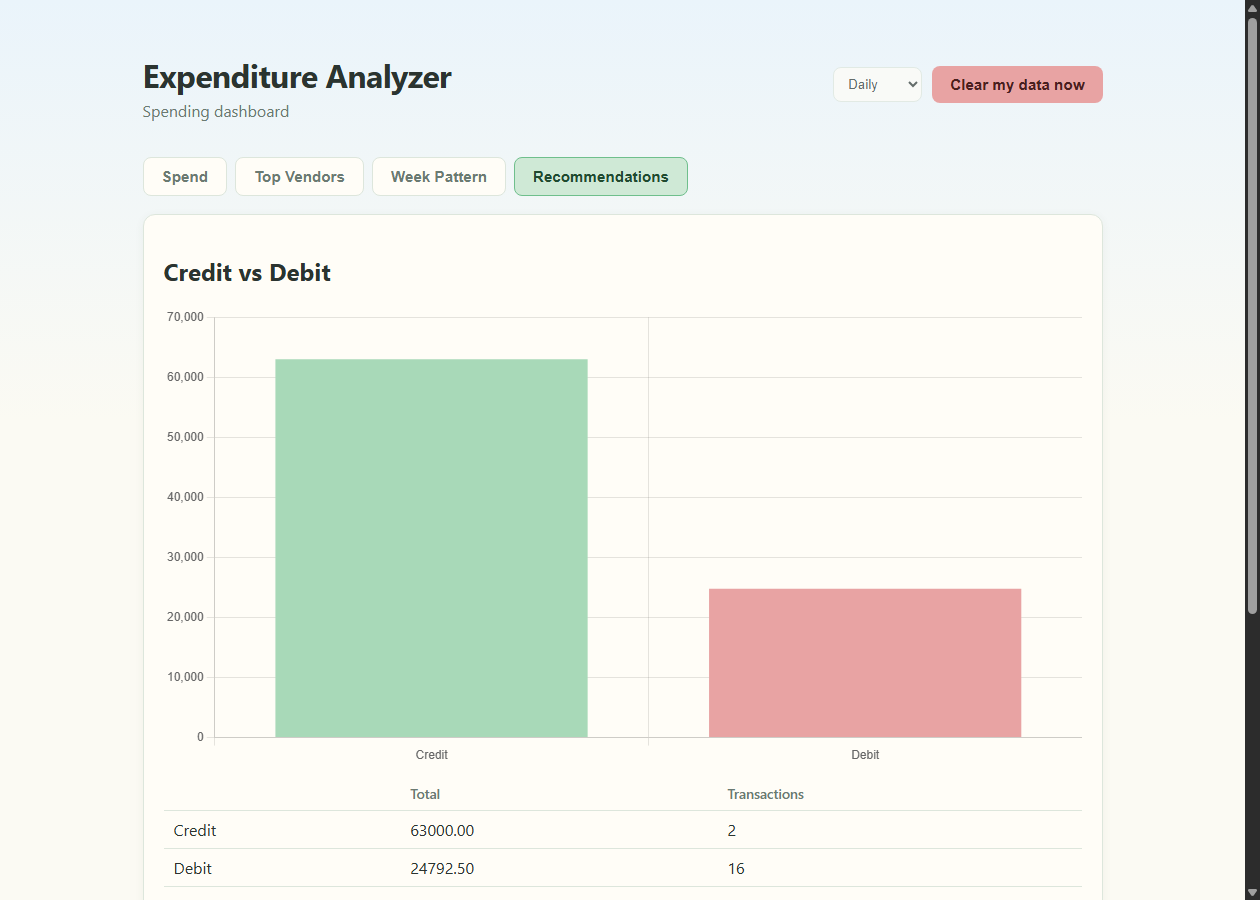 Expenditure Analyzer
Spending dashboard
Daily
Clear my data now
Spend
Top Vendors
Week Pattern
Recommendations
Credit vs Debit
70,000
60,000
50,000
40,000
30,000
20,000
10,000
0
Credit
Debit
Total Transactions
Credit 63000.00 2
Debit 24792.50 16